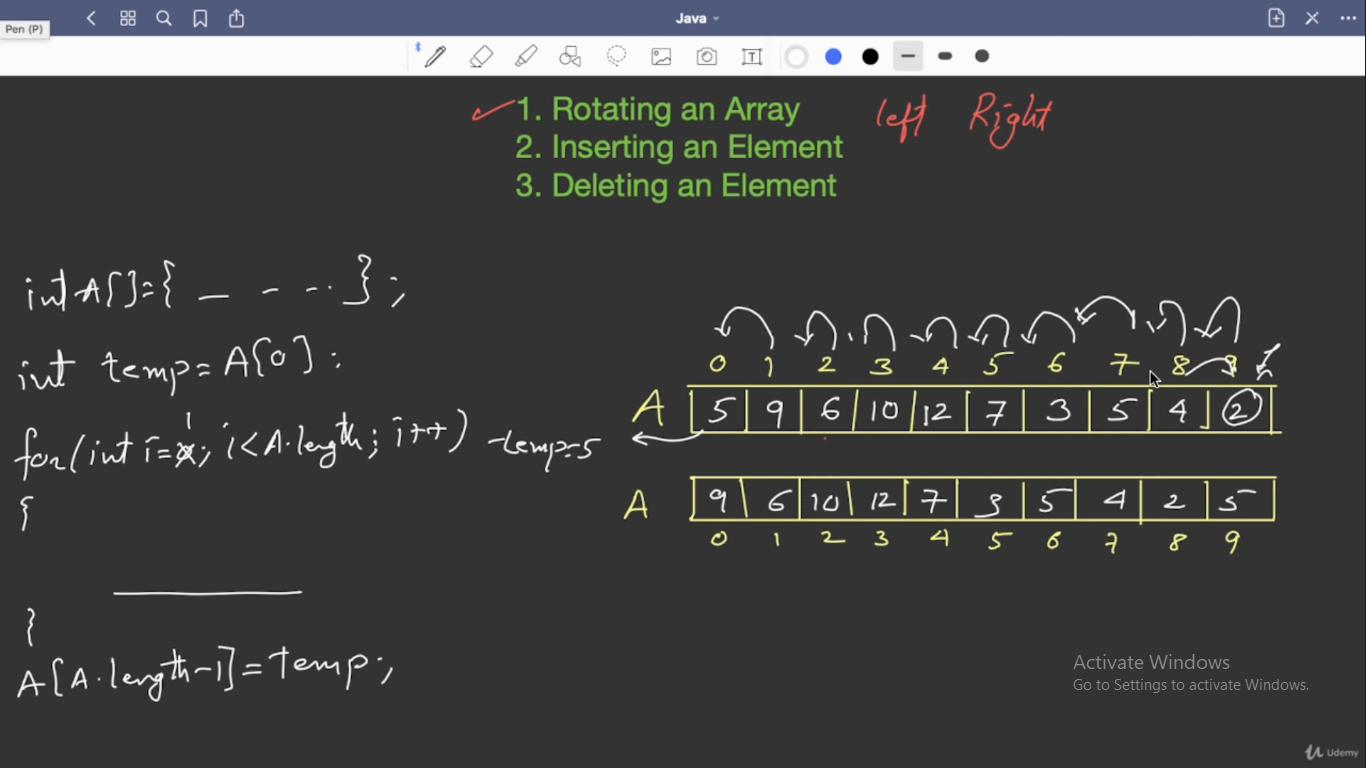 Java
Pen (P)
1. Rotating an Array left Right
2. Inserting an Element
3. Deleting an Element
int A[]={ _ - -.. };
int temp=A[0];
for(int i=1; i<A.length; i++)
{
}
A[A.length-1]=temp;
temp=5
0 1 2 3 4 5 6 7 8 9
A 5 9 6 10 12 7 3 5 4 2
A 9 6 10 12 7 3 5 4 2 5
0 1 2 3 4 5 6 7 8 9
Activate Windows
Go to Settings to activate Windows.
Udemy